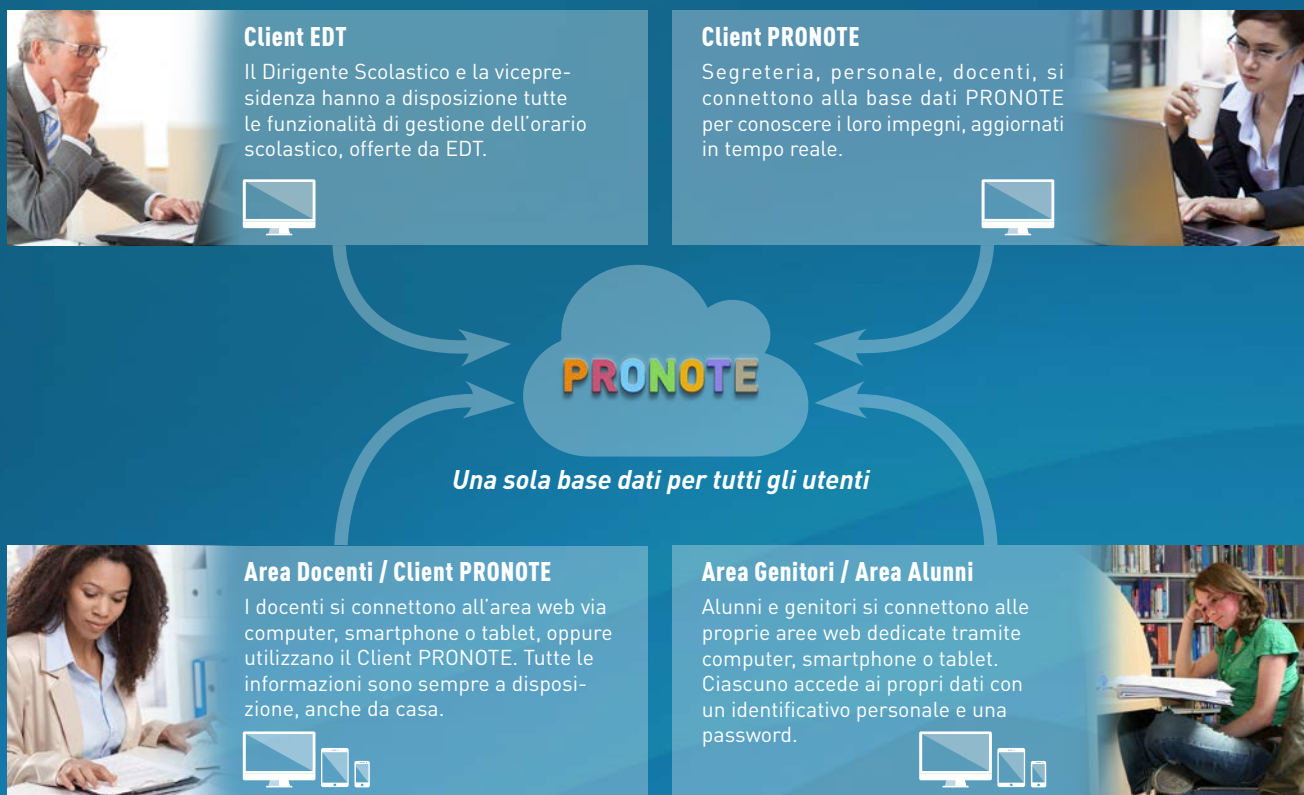 Client EDT
Il Dirigente Scolastico e la vicepre-
sidenza hanno a disposizione tutte
le funzionalità di gestione dell'orario
scolastico, offerte da EDT.
Client PRONOTE
Segreteria, personale, docenti, si
connettono alla base dati PRONOTE
per conoscere i loro impegni, aggiornati
in tempo reale.
PRONOTE
Una sola base dati per tutti gli utenti
Area Docenti / Client PRONOTE
I docenti si connettono all'area web via
computer, smartphone o tablet, oppure
utilizzano il Client PRONOTE. Tutte le
informazioni sono sempre a disposi-
zione, anche da casa.
Area Genitori / Area Alunni
Alunni e genitori si connettono alle
proprie aree web dedicate tramite
computer, smartphone o tablet.
Ciascuno accede ai propri dati con
un identificativo personale e una
password.